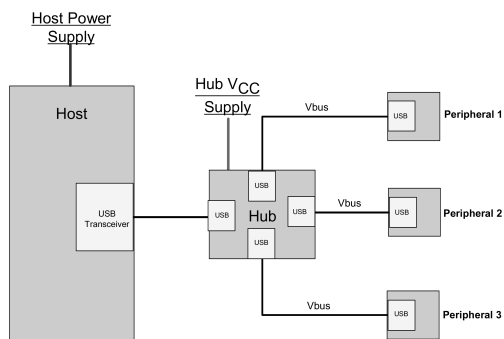 Host Power
Supply
Host
USB
Transceiver
Hub VCC
Supply
USB
USB
USB
USB
Hub
Vbus
Vbus
Vbus
USB
Peripheral 1
USB
Peripheral 2
USB
Peripheral 3